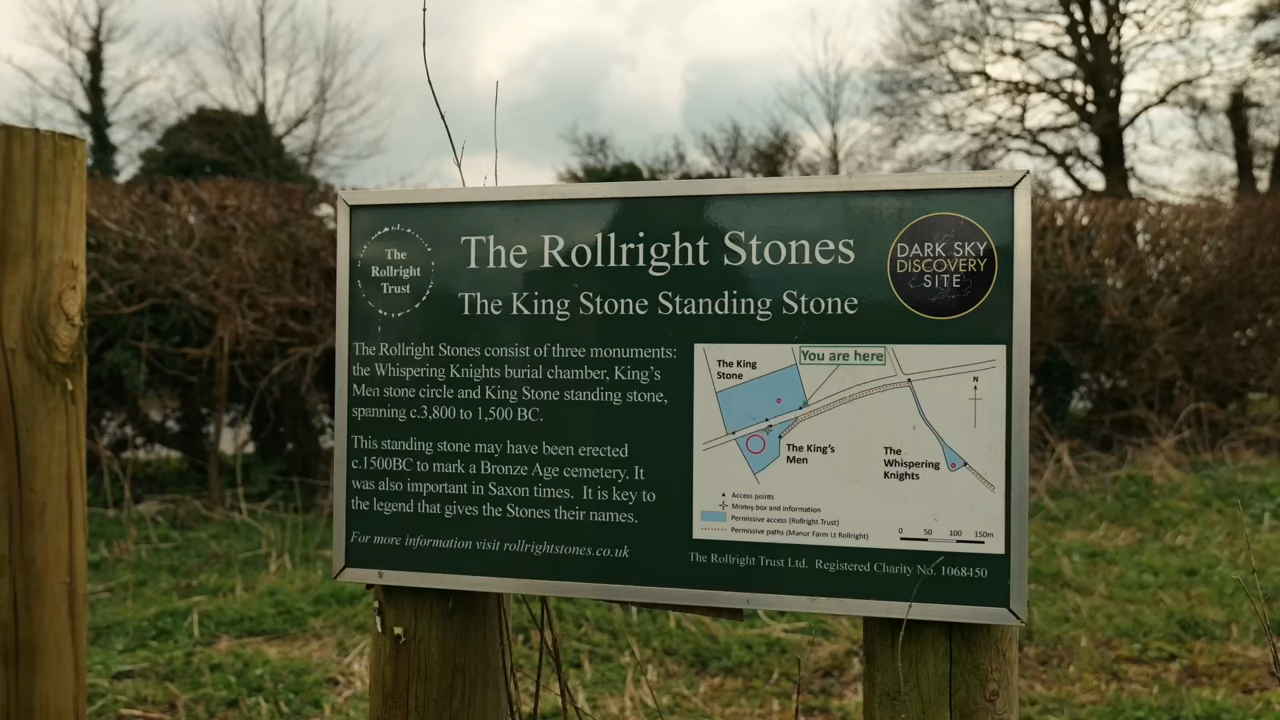 The
Rollright
Trust
The Rollright Stones
The King Stone Standing Stone
DARK SKY
DISCOVERY
SITE
The Rollright Stones consist of three monuments:
the Whispering Knights burial chamber, King's
Men stone circle and King Stone standing stone,
spanning c.3,800 to 1,500 BC.
This standing stone may have been erected
c.1500BC to mark a Bronze Age cemetery. It
was also important in Saxon times. It is key to
the legend that gives the Stones their names.
For more information visit rollrightstones.co.uk
The King
Stone
You are here
N
The King's
Men
The
Whispering
Knights
Access points
Money box and information
Permissive access (Rollright Trust)
Permissive paths (Manor Farm Lt Rollright)
0 50 100 150m
The Rollright Trust Ltd. Registered Charity No. 1068450